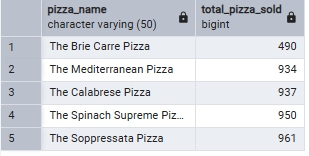 pizza_name total_pizza_sold
character varying (50) bigint
1 The Brie Carre Pizza 490
2 The Mediterranean Pizza 934
3 The Calabrese Pizza 937
4 The Spinach Supreme Piz... 950
5 The Soppressata Pizza 961